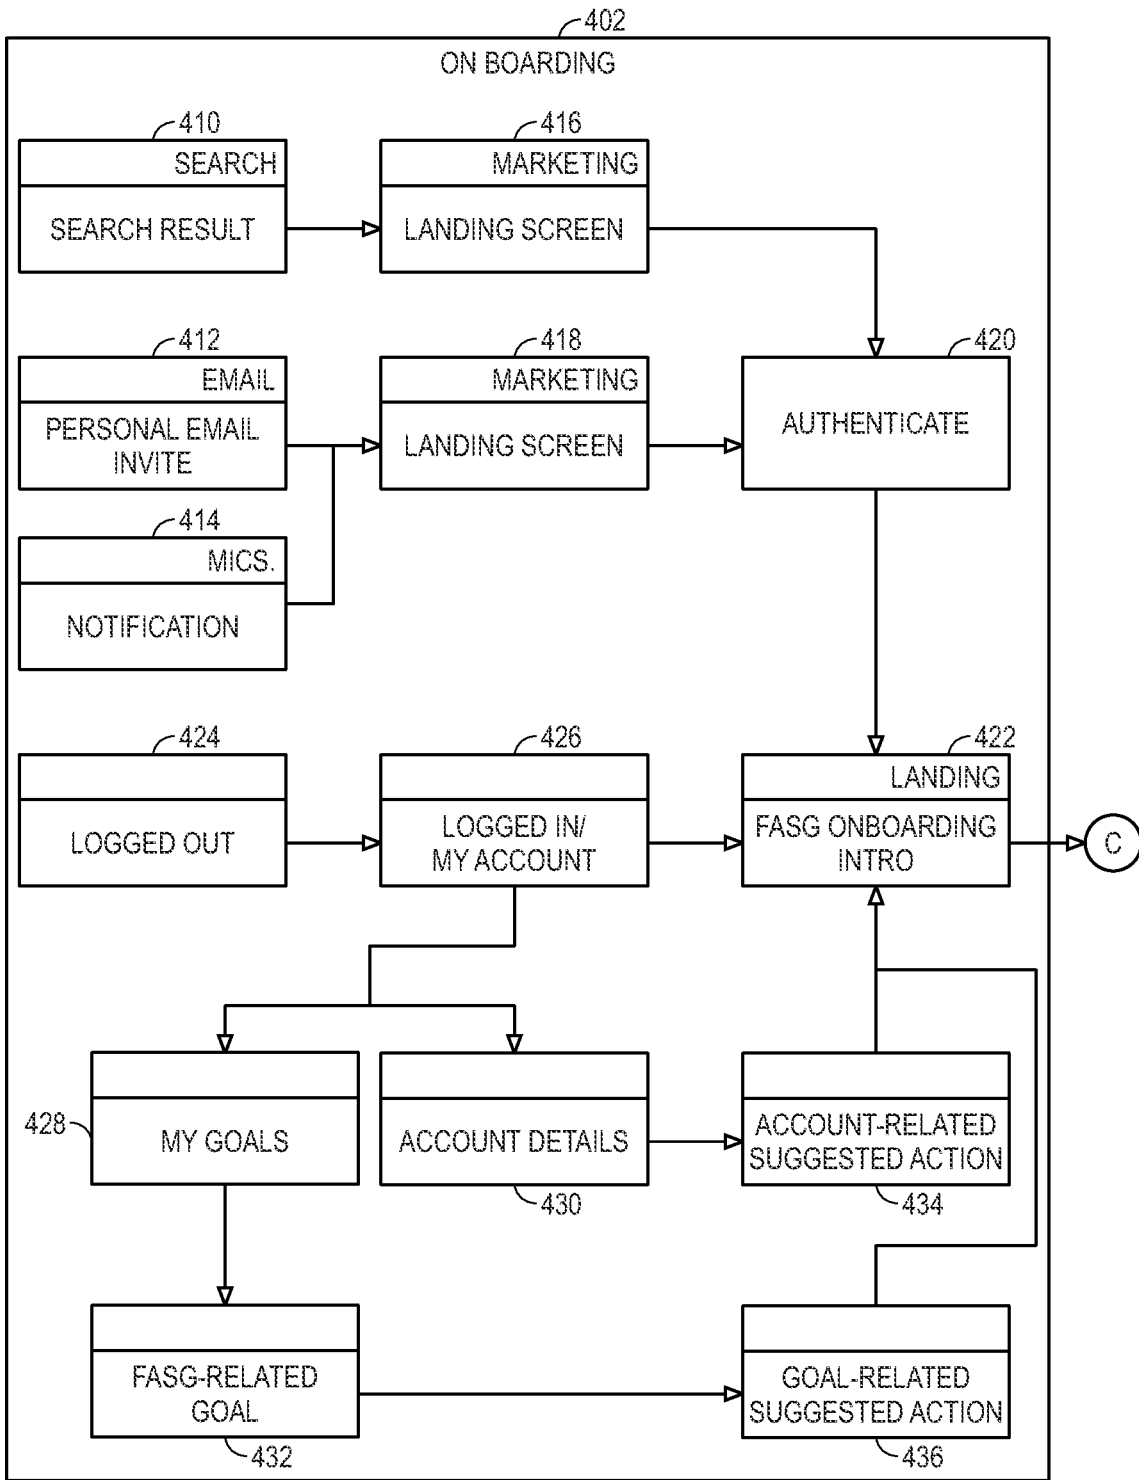 402
ON BOARDING
410
SEARCH
SEARCH RESULT
416
MARKETING
LANDING SCREEN
412
EMAIL
PERSONAL EMAIL
INVITE
418
MARKETING
LANDING SCREEN
420
AUTHENTICATE
414
MICS.
NOTIFICATION
424
LOGGED OUT
426
LOGGED IN/
MY ACCOUNT
422
LANDING
FASG ONBOARDING
INTRO
C
428
MY GOALS
ACCOUNT DETAILS
430
ACCOUNT-RELATED
SUGGESTED ACTION
434
FASG-RELATED
GOAL
432
GOAL-RELATED
SUGGESTED ACTION
436